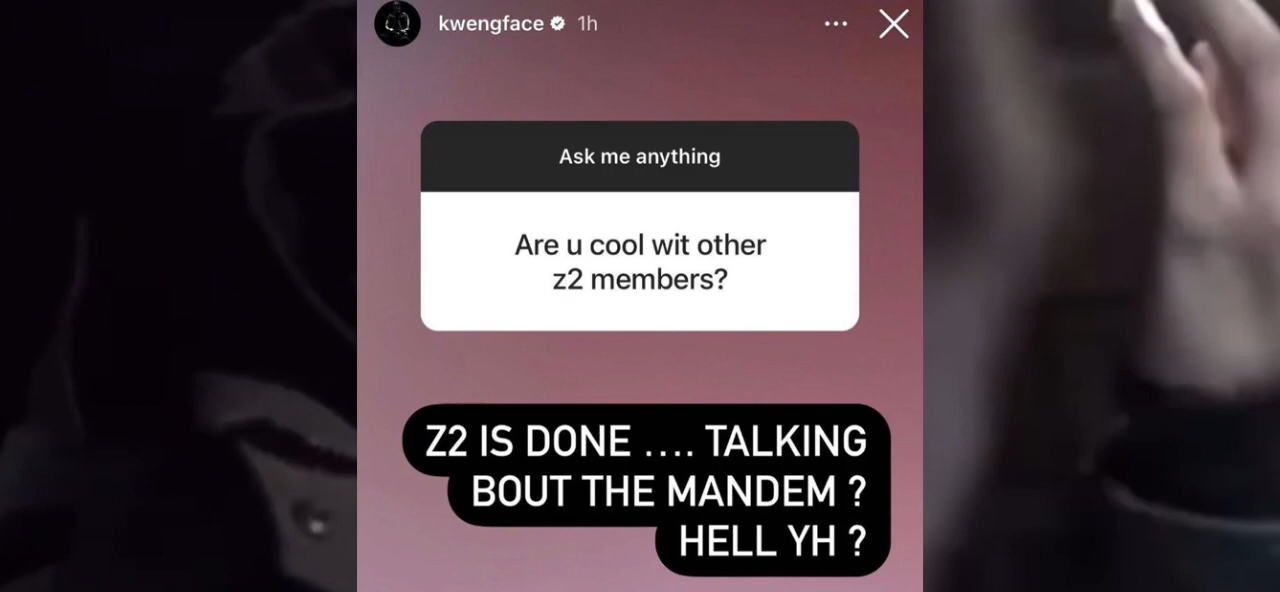 kwengface 1h
Ask me anything
Are u cool wit other
z2 members?
Z2 IS DONE .... TALKING
BOUT THE MANDEM ?
HELL YH ?